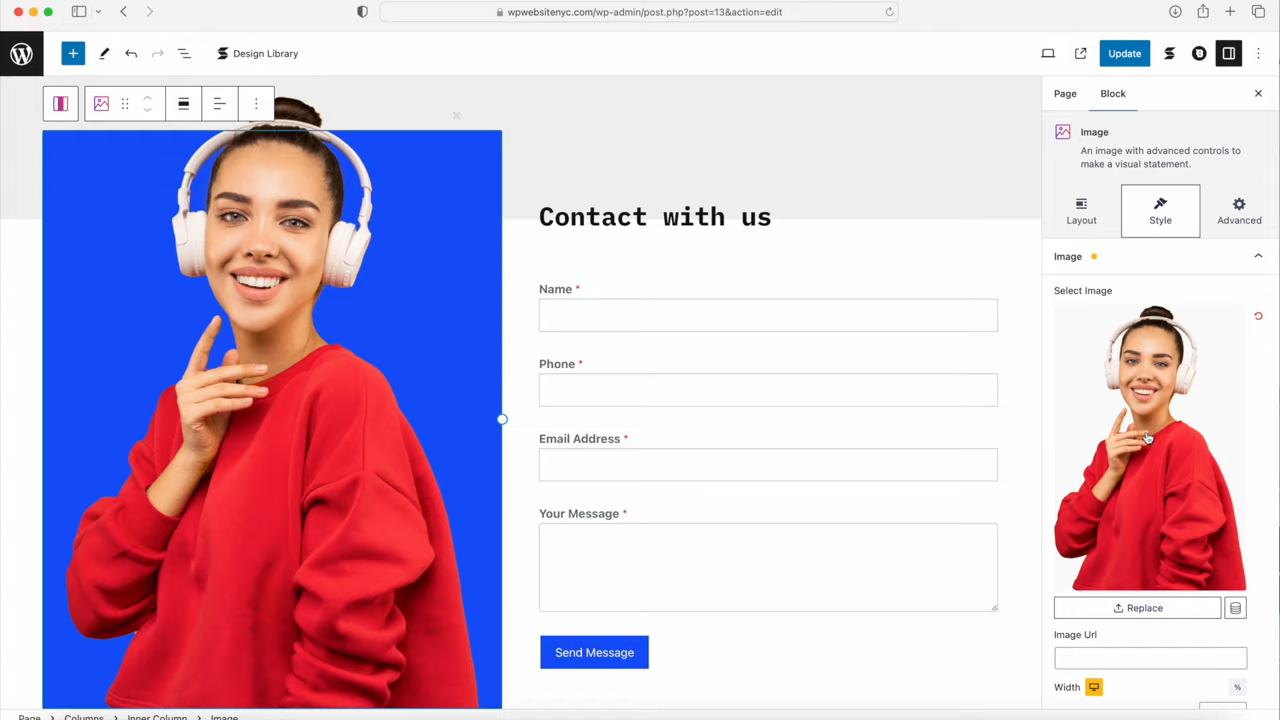 wpwebsitenyc.com/wp-admin/post.php?post=13&action=edit
Design Library
Update
Page
Block
Image
An image with advanced controls to
make a visual statement.
Layout
Style
Advanced
Image
Select Image
Contact with us
Name *
Phone *
Email Address *
Your Message *
Send Message
Replace
Image Url
Width
%
Page
Columns
Inner Column
Image